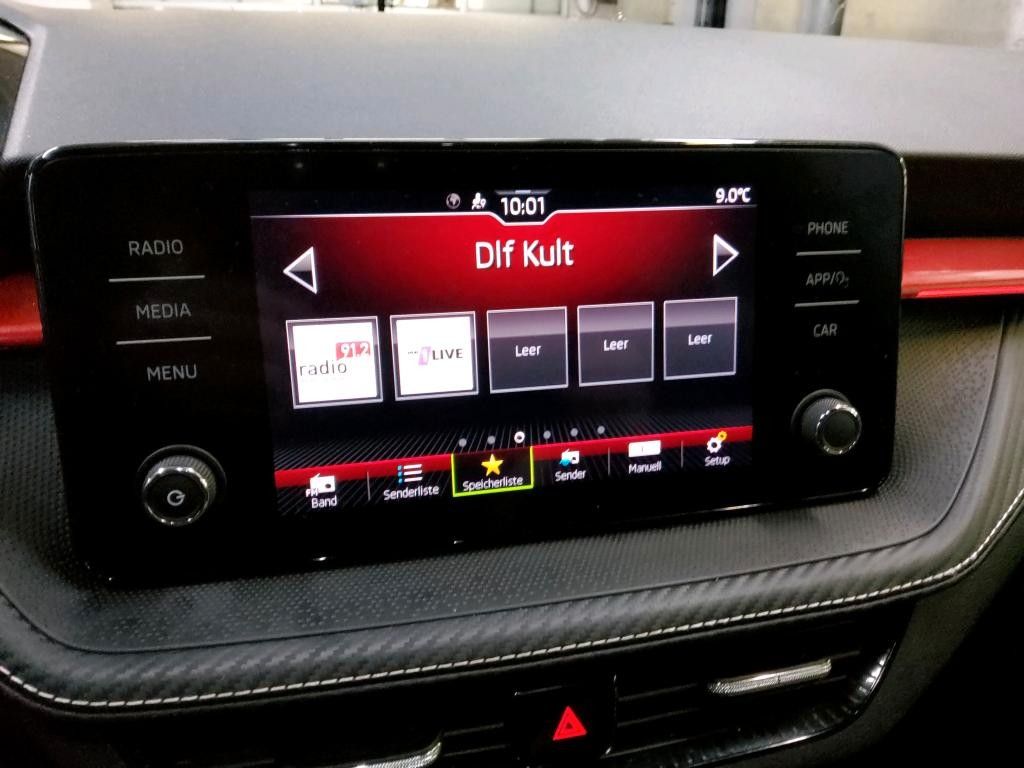 10:01
9.0°C
Dlf Kult
RADIO
MEDIA
MENU
PHONE
APP/
CAR
radio 91.2
1LIVE
Leer
Leer
Leer
FM
Band
Senderliste
Speicherliste
Sender
Manuell
Setup